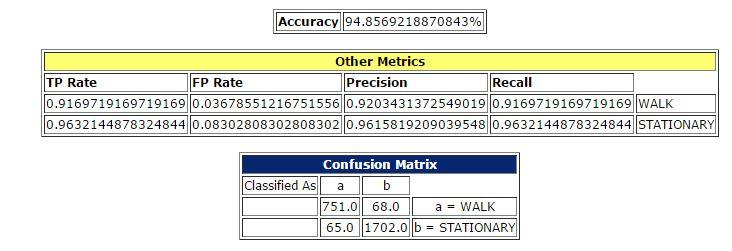 Accuracy 94.8569218870843%
Other Metrics
TP Rate FP Rate Precision Recall
0.9169719169719169 0.03678551216751556 0.9203431372549019 0.9169719169719169 WALK
0.9632144878324844 0.08302808302808302 0.9615819209039548 0.9632144878324844 STATIONARY
Confusion Matrix
Classified As a b
751.0 68.0 a = WALK
65.0 1702.0 b = STATIONARY